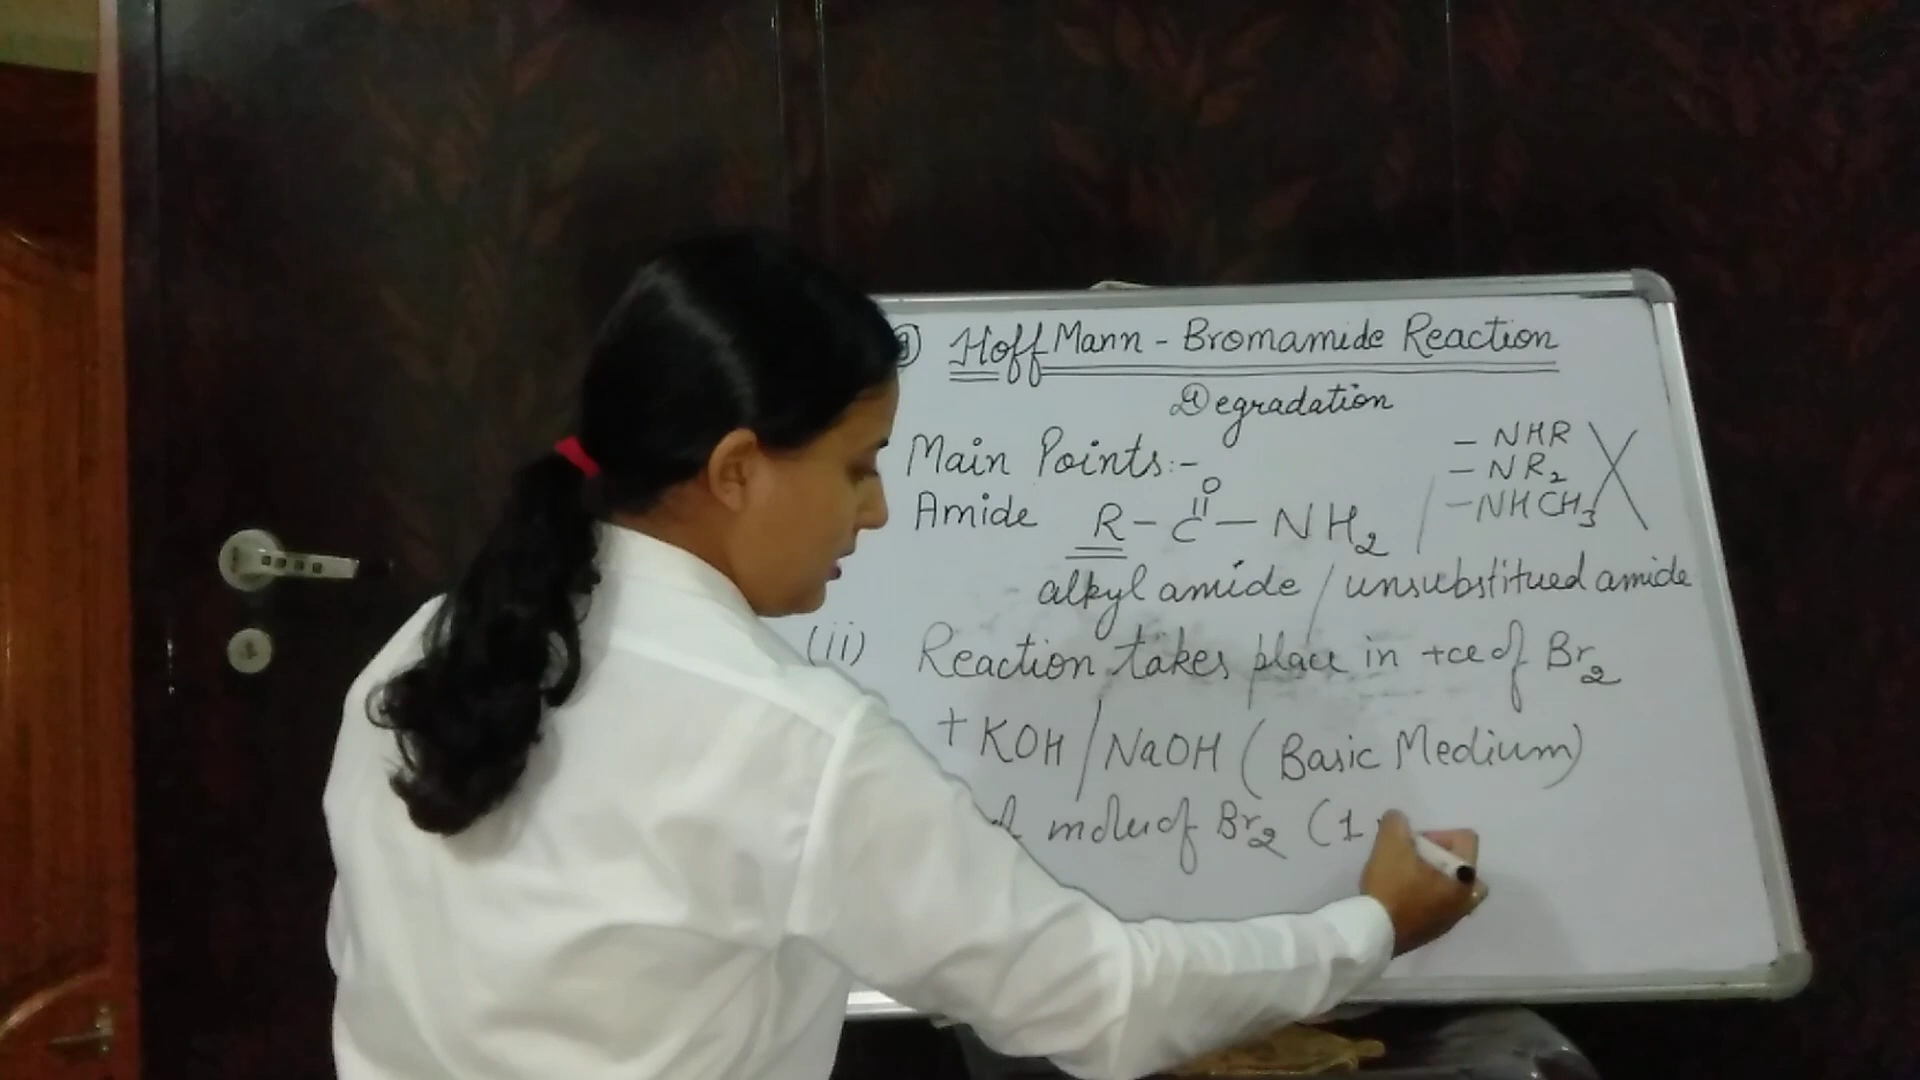 HoffMann - Bromamide Reaction
Degradation
Main Points:-
- NHR
- NR2
- NHCH3
Amide R - C - NH2
O
alkyl amide / unsubstitued amide
(ii) Reaction takes place in +ce of Br2
+ KOH / NaOH ( Basic Medium)
of Br2 (1